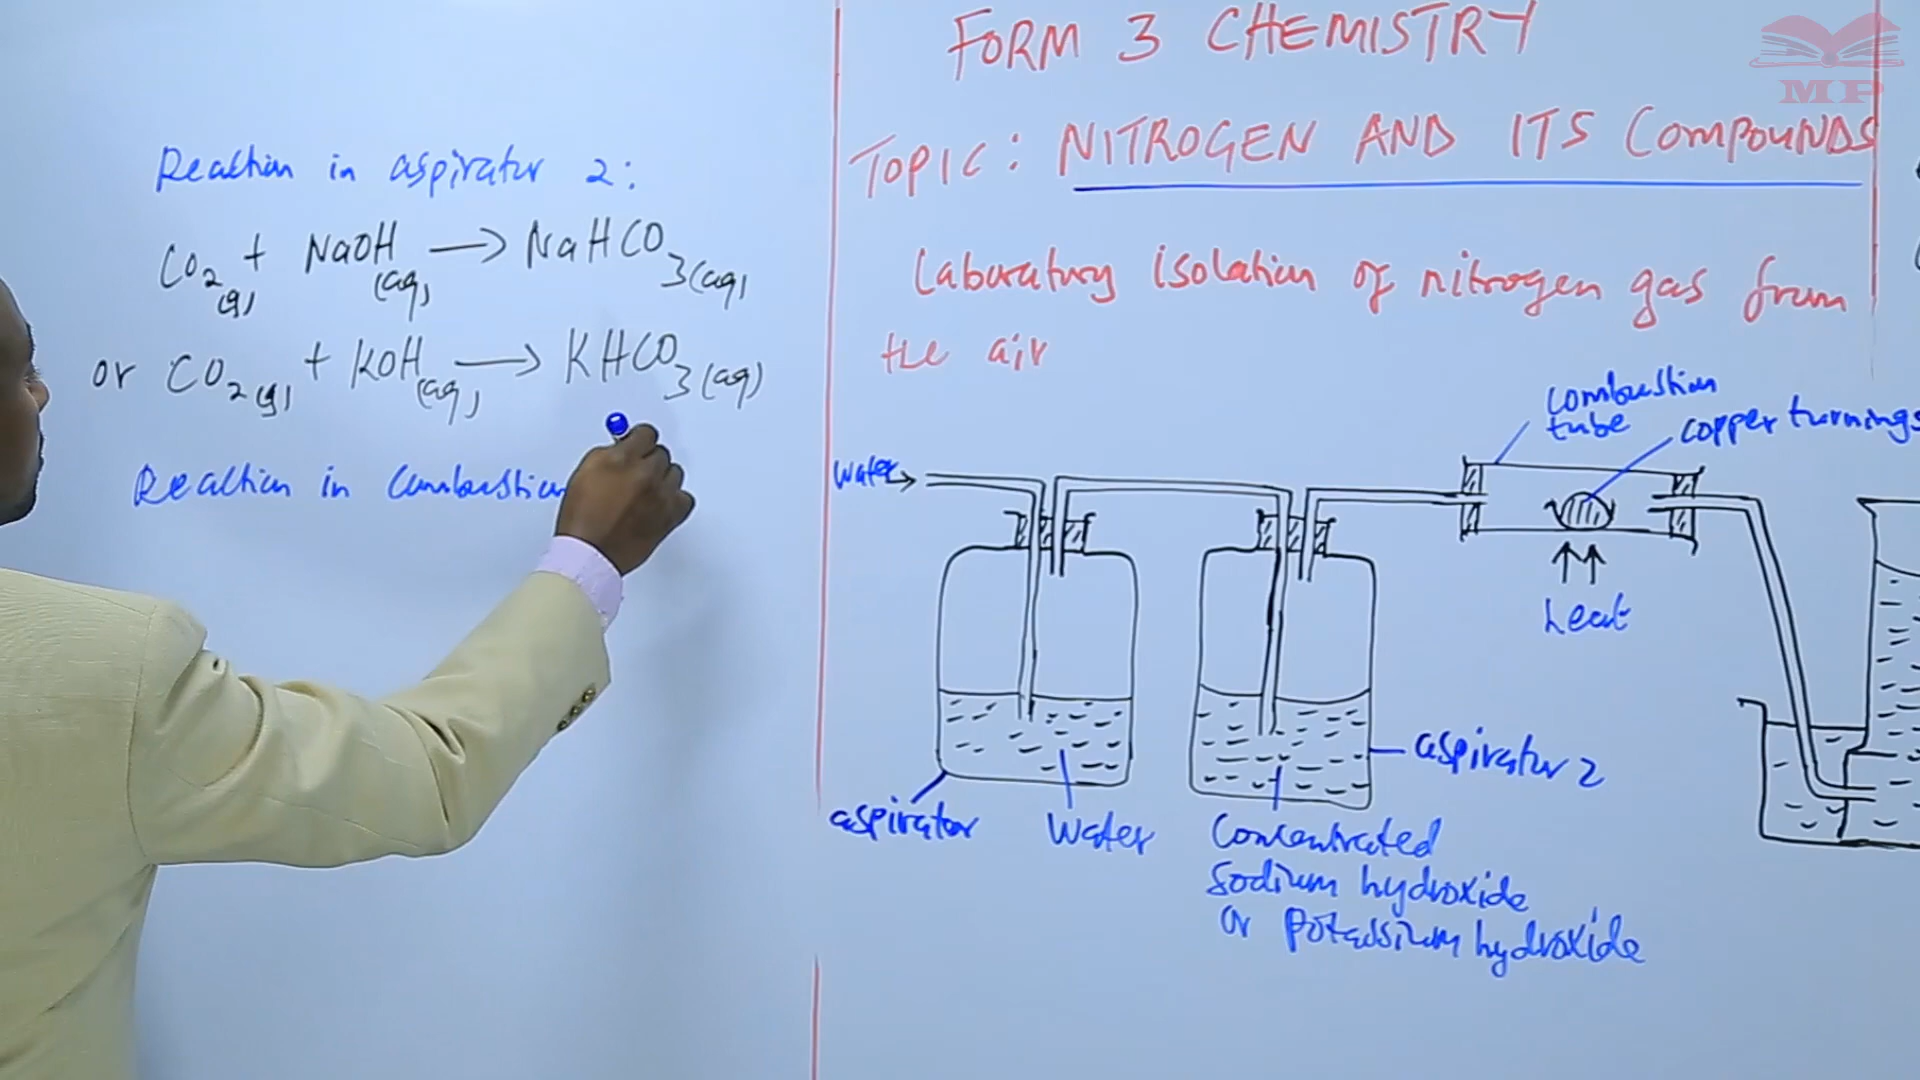 Reaction in aspirator 2:
CO2(g) + NaOH(aq) → NaHCO3(aq)
or CO2(g) + KOH(aq) → KHCO3(aq)
Reaction in combustion
FORM 3 CHEMISTRY
TOPIC: NITROGEN AND ITS COMPOUNDS
Laboratory isolation of nitrogen gas from
the air
combustion
tube
copper turnings
water
heat
aspirator 2
aspirator
Water
Concentrated
Sodium hydroxide
or potassium hydroxide
MP